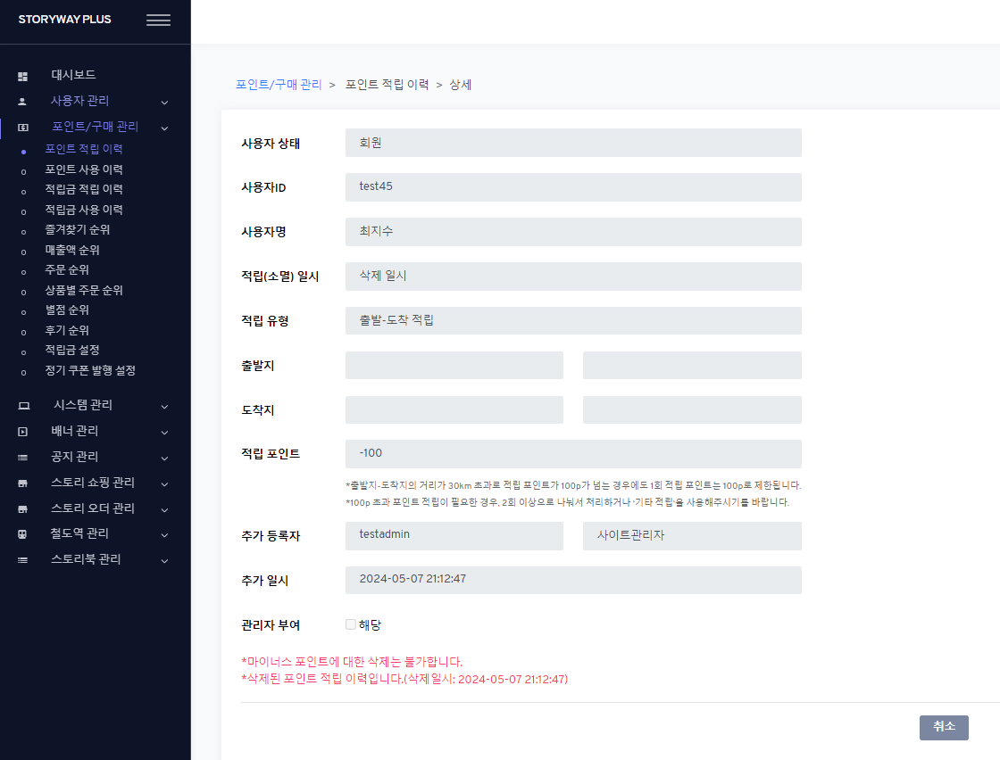 STORYWAY PLUS
대시보드
사용자 관리
포인트/구매 관리
포인트 적립 이력
포인트 사용 이력
적립금 적립 이력
적립금 사용 이력
즐겨찾기 순위
매출액 순위
주문 순위
상품별 주문 순위
별점 순위
후기 순위
적립금 설정
정기 쿠폰 발행 설정
시스템 관리
배너 관리
공지 관리
스토리 쇼핑 관리
스토리 오더 관리
철도역 관리
스토리북 관리
포인트/구매 관리 > 포인트 적립 이력 > 상세
사용자 상태 회원
사용자ID test45
사용자명 최지수
적립(소멸) 일시 삭제 일시
적립 유형 출발-도착 적립
출발지
도착지
적립 포인트 -100
*출발지-도착지의 거리가 30km 초과로 적립 포인트가 100p가 넘는 경우에도 1회 적립 포인트는 100p로 제한됩니다.
*100p 초과 포인트 적립이 필요한 경우, 2회 이상으로 나눠서 처리하거나 '기타 적립'을 사용해주시기를 바랍니다.
추가 등록자 testadmin 사이트관리자
추가 일시 2024-05-07 21:12:47
관리자 부여 해당
*마이너스 포인트에 대한 삭제는 불가합니다.
*삭제된 포인트 적립 이력입니다.(삭제일시: 2024-05-07 21:12:47)
취소